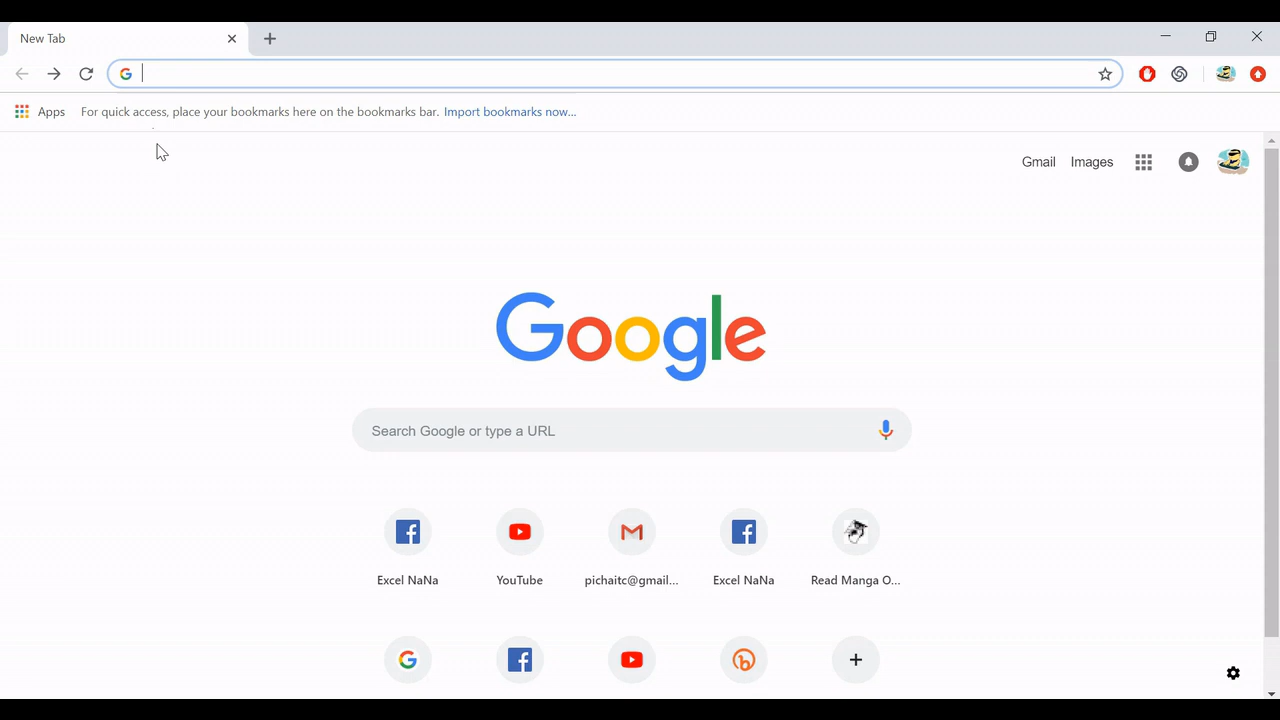 New Tab
Apps For quick access, place your bookmarks here on the bookmarks bar. Import bookmarks now...
Gmail Images
Google
Search Google or type a URL
Excel NaNa YouTube pichaitc@gmail... Excel NaNa Read Manga O...